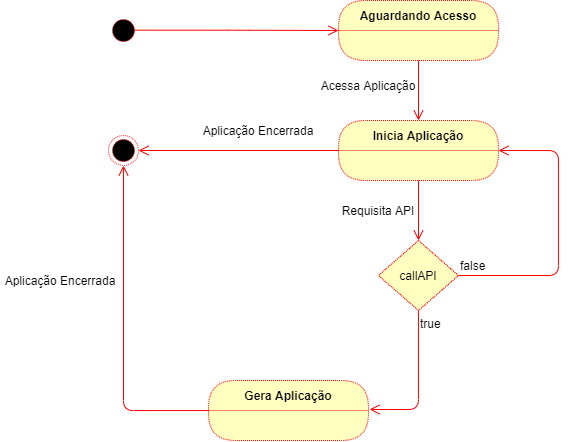 Aguardando Acesso
Acessa Aplicação
Aplicação Encerrada
Inicia Aplicação
Requisita API
callAPI
false
Aplicação Encerrada
true
Gera Aplicação